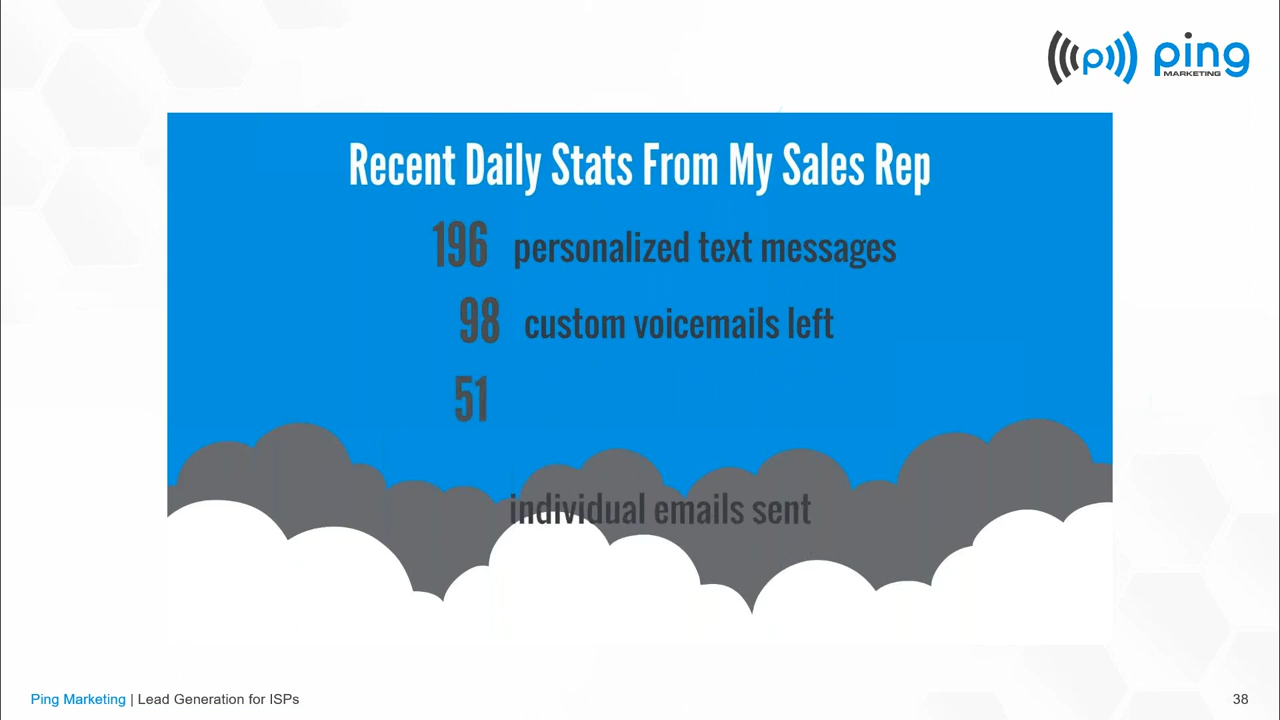 (p) ping
MARKETING
Recent Daily Stats From My Sales Rep
196 personalized text messages
98 custom voicemails left
51
individual emails sent
Ping Marketing | Lead Generation for ISPs
38